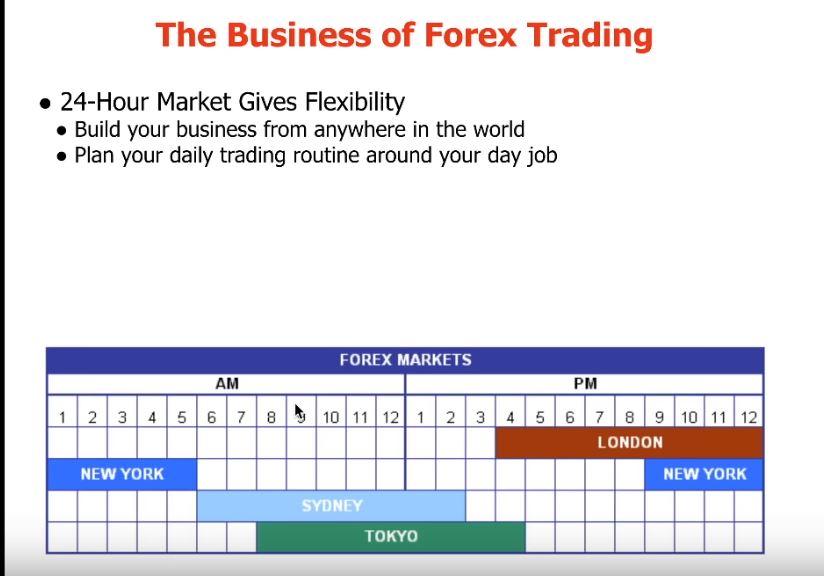 The Business of Forex Trading
● 24-Hour Market Gives Flexibility
● Build your business from anywhere in the world
● Plan your daily trading routine around your day job
FOREX MARKETS
AM PM
1 2 3 4 5 6 7 8 9 10 11 12 1 2 3 4 5 6 7 8 9 10 11 12
LONDON
NEW YORK NEW YORK
SYDNEY
TOKYO